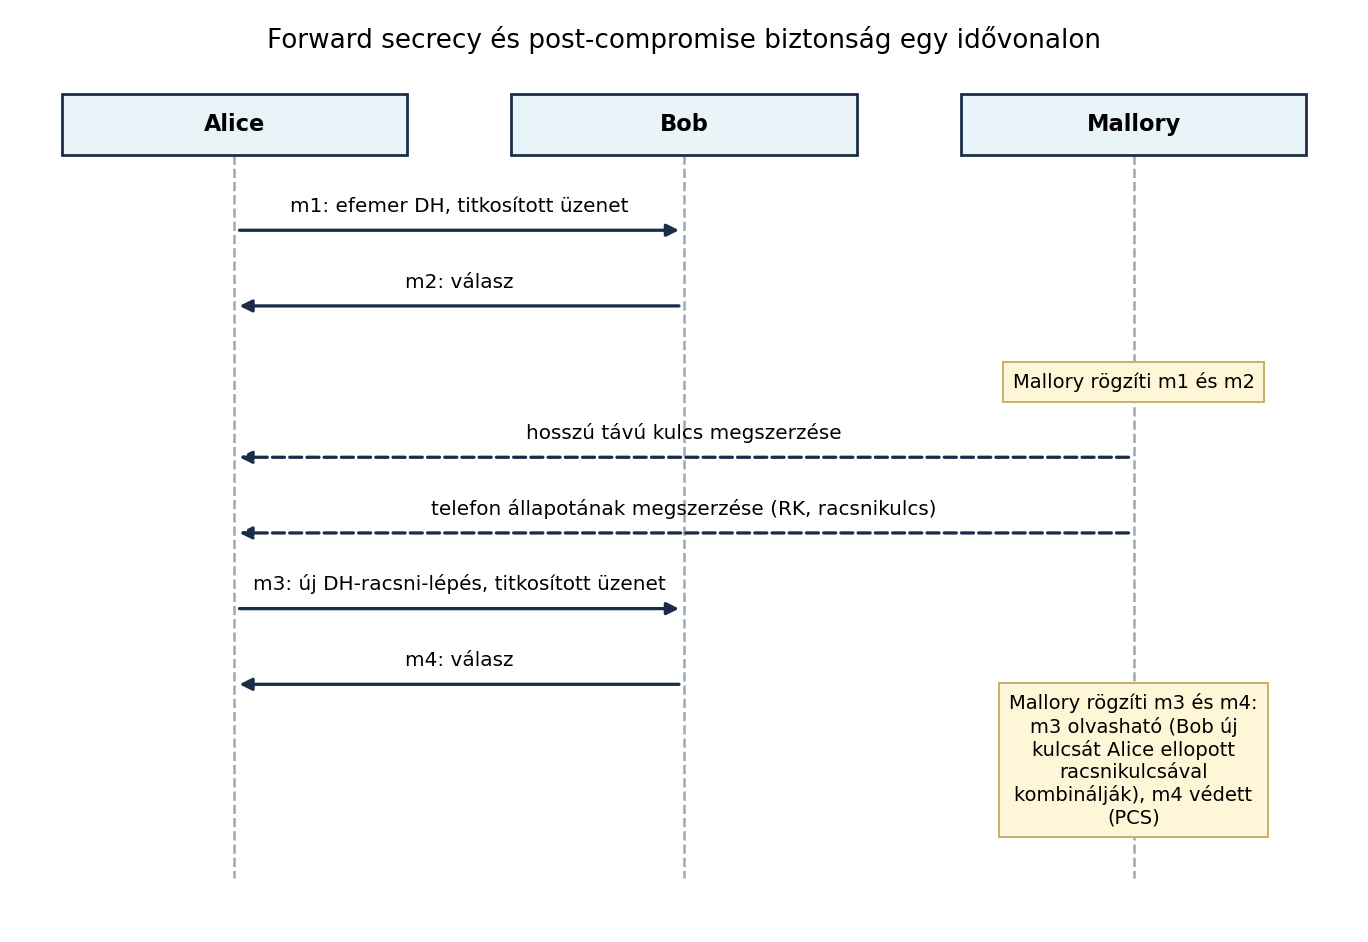 Forward secrecy és post-compromise biztonság egy idővonalon
Alice
Bob
Mallory
m1: efemer DH, titkosított üzenet
m2: válasz
Mallory rögzíti m1 és m2
hosszú távú kulcs megszerzése
telefon állapotának megszerzése (RK, racsnikulcs)
m3: új DH-racsni-lépés, titkosított üzenet
m4: válasz
Mallory rögzíti m3 és m4:
m3 olvasható (Bob új
kulcsát Alice ellopott
racsnikulcsával
kombinálják), m4 védett
(PCS)